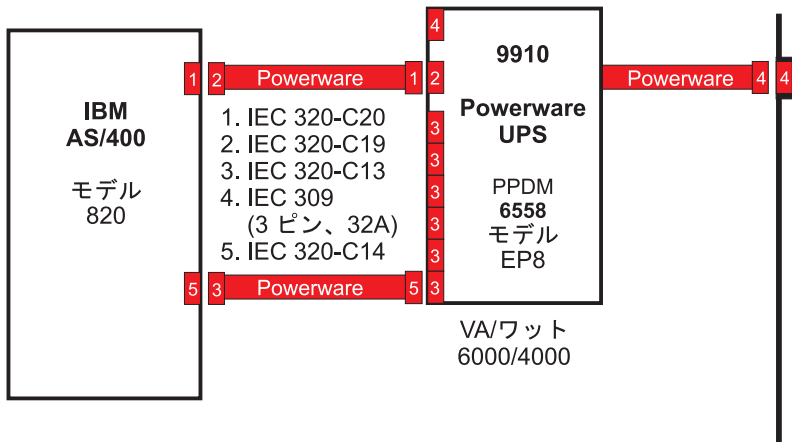 IBM
AS/400
モデル
820
1
5
2 Powerware 1
1. IEC 320-C20
2. IEC 320-C19
3. IEC 320-C13
4. IEC 309
(3 ピン、32A)
5. IEC 320-C14
3 Powerware 5
4
2
3
3
3
3
3
3
9910
Powerware
UPS
PPDM
6558
モデル
EP8
VA/ワット
6000/4000
Powerware 4
4